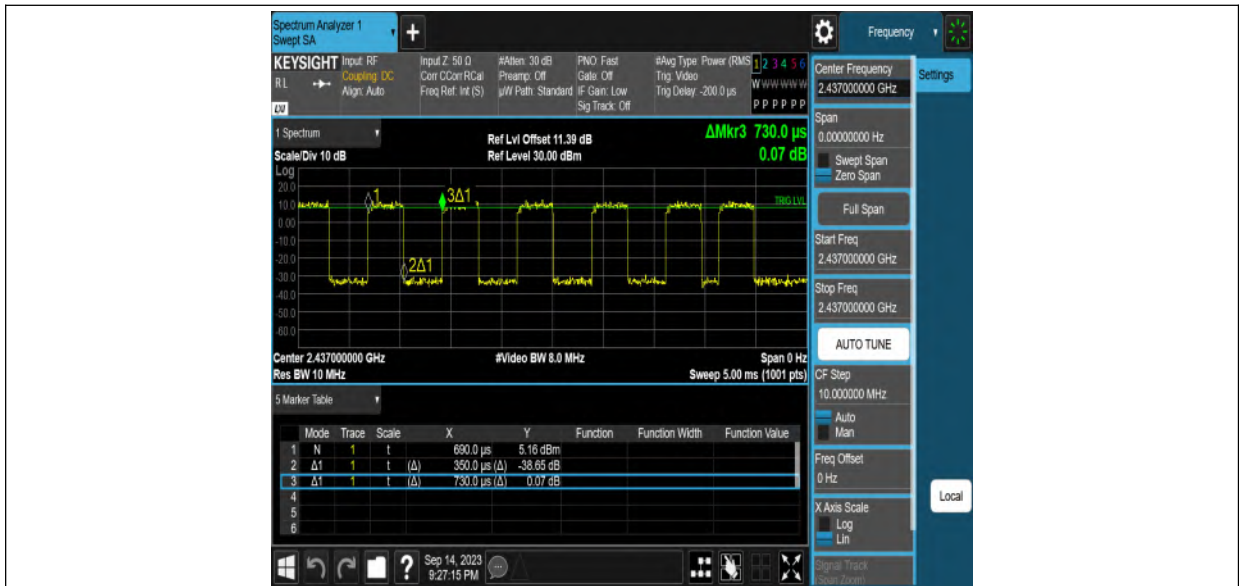 Spectrum Analyzer 1
Swept SA
+
Frequency
KEYSIGHT
Input: RF
Coupling: DC
Align: Auto
Input Z: 50 Ω
Corr CCorr RCal
Freq Ref: Int (S)
#Atten: 30 dB
Preamp: Off
µW Path: Standard
PNO: Fast
Gate: Off
IF Gain: Low
Sig Track: Off
#Avg Type: Power (RMS
Trig: Video
Trig Delay: -200.0 µs
1 2 3 4 5 6
W W W W W W
P P P P P P
R L
LXI
1 Spectrum
Scale/Div 10 dB
Ref Lvl Offset 11.39 dB
Ref Level 30.00 dBm
ΔMkr3 730.0 µs
0.07 dB
Log
20.0
10.0
0.00
-10.0
-20.0
-30.0
-40.0
-50.0
-60.0
1
3Δ1
2Δ1
TRIG LVL
Center 2.437000000 GHz
Res BW 10 MHz
#Video BW 8.0 MHz
Span 0 Hz
Sweep 5.00 ms (1001 pts)
5 Marker Table
Mode Trace Scale X Y Function Function Width Function Value
1 N 1 t 690.0 µs 5.16 dBm
2 Δ1 1 t (Δ) 350.0 µs (Δ) -38.65 dB
3 Δ1 1 t (Δ) 730.0 µs (Δ) 0.07 dB
4
5
6
?
Sep 14, 2023
9:27:15 PM
Center Frequency
2.437000000 GHz
Settings
Span
0.00000000 Hz
Swept Span
Zero Span
Full Span
Start Freq
2.437000000 GHz
Stop Freq
2.437000000 GHz
AUTO TUNE
CF Step
10.000000 MHz
Auto
Man
Freq Offset
0 Hz
X Axis Scale
Log
Lin
Local
Signal Track
(Span Zoom)